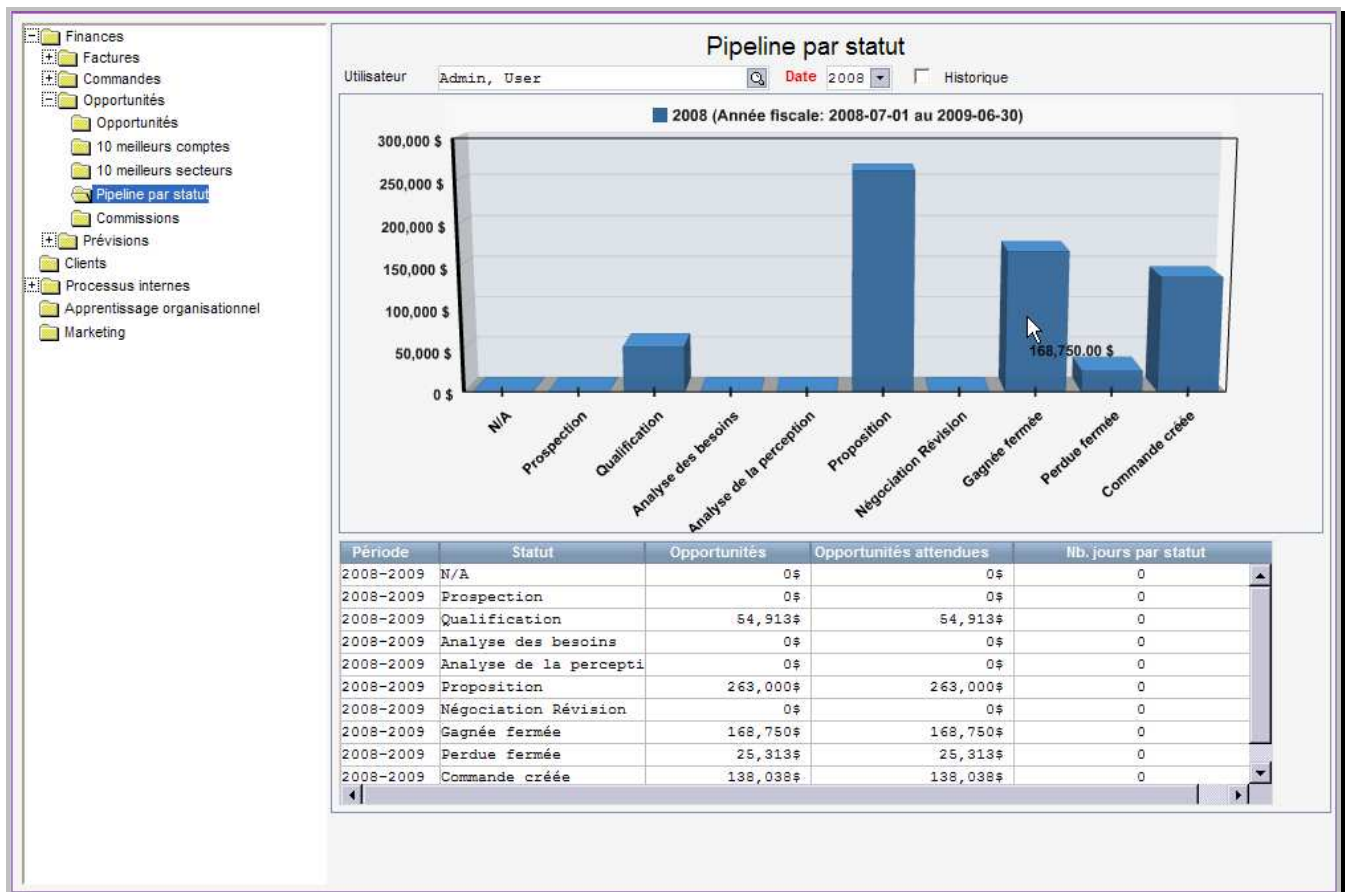 Finances
Factures
Commandes
Opportunités
Opportunités
10 meilleurs comptes
10 meilleurs secteurs
Pipeline par statut
Commissions
Prévisions
Clients
Processus internes
Apprentissage organisationnel
Marketing
Pipeline par statut
Utilisateur Admin, User Date 2008 Historique
2008 (Année fiscale: 2008-07-01 au 2009-06-30)
300,000 $
250,000 $
200,000 $
150,000 $
100,000 $
50,000 $
0 $
168,750.00 $
N/A
Prospection
Qualification
Analyse des besoins
Analyse de la perception
Proposition
Négociation Révision
Gagnée fermée
Perdue fermée
Commande créée
Période Statut Opportunités Opportunités attendues Nb. jours par statut
2008-2009 N/A 0$ 0$ 0
2008-2009 Prospection 0$ 0$ 0
2008-2009 Qualification 54,913$ 54,913$ 0
2008-2009 Analyse des besoins 0$ 0$ 0
2008-2009 Analyse de la percepti 0$ 0$ 0
2008-2009 Proposition 263,000$ 263,000$ 0
2008-2009 Négociation Révision 0$ 0$ 0
2008-2009 Gagnée fermée 168,750$ 168,750$ 0
2008-2009 Perdue fermée 25,313$ 25,313$ 0
2008-2009 Commande créée 138,038$ 138,038$ 0